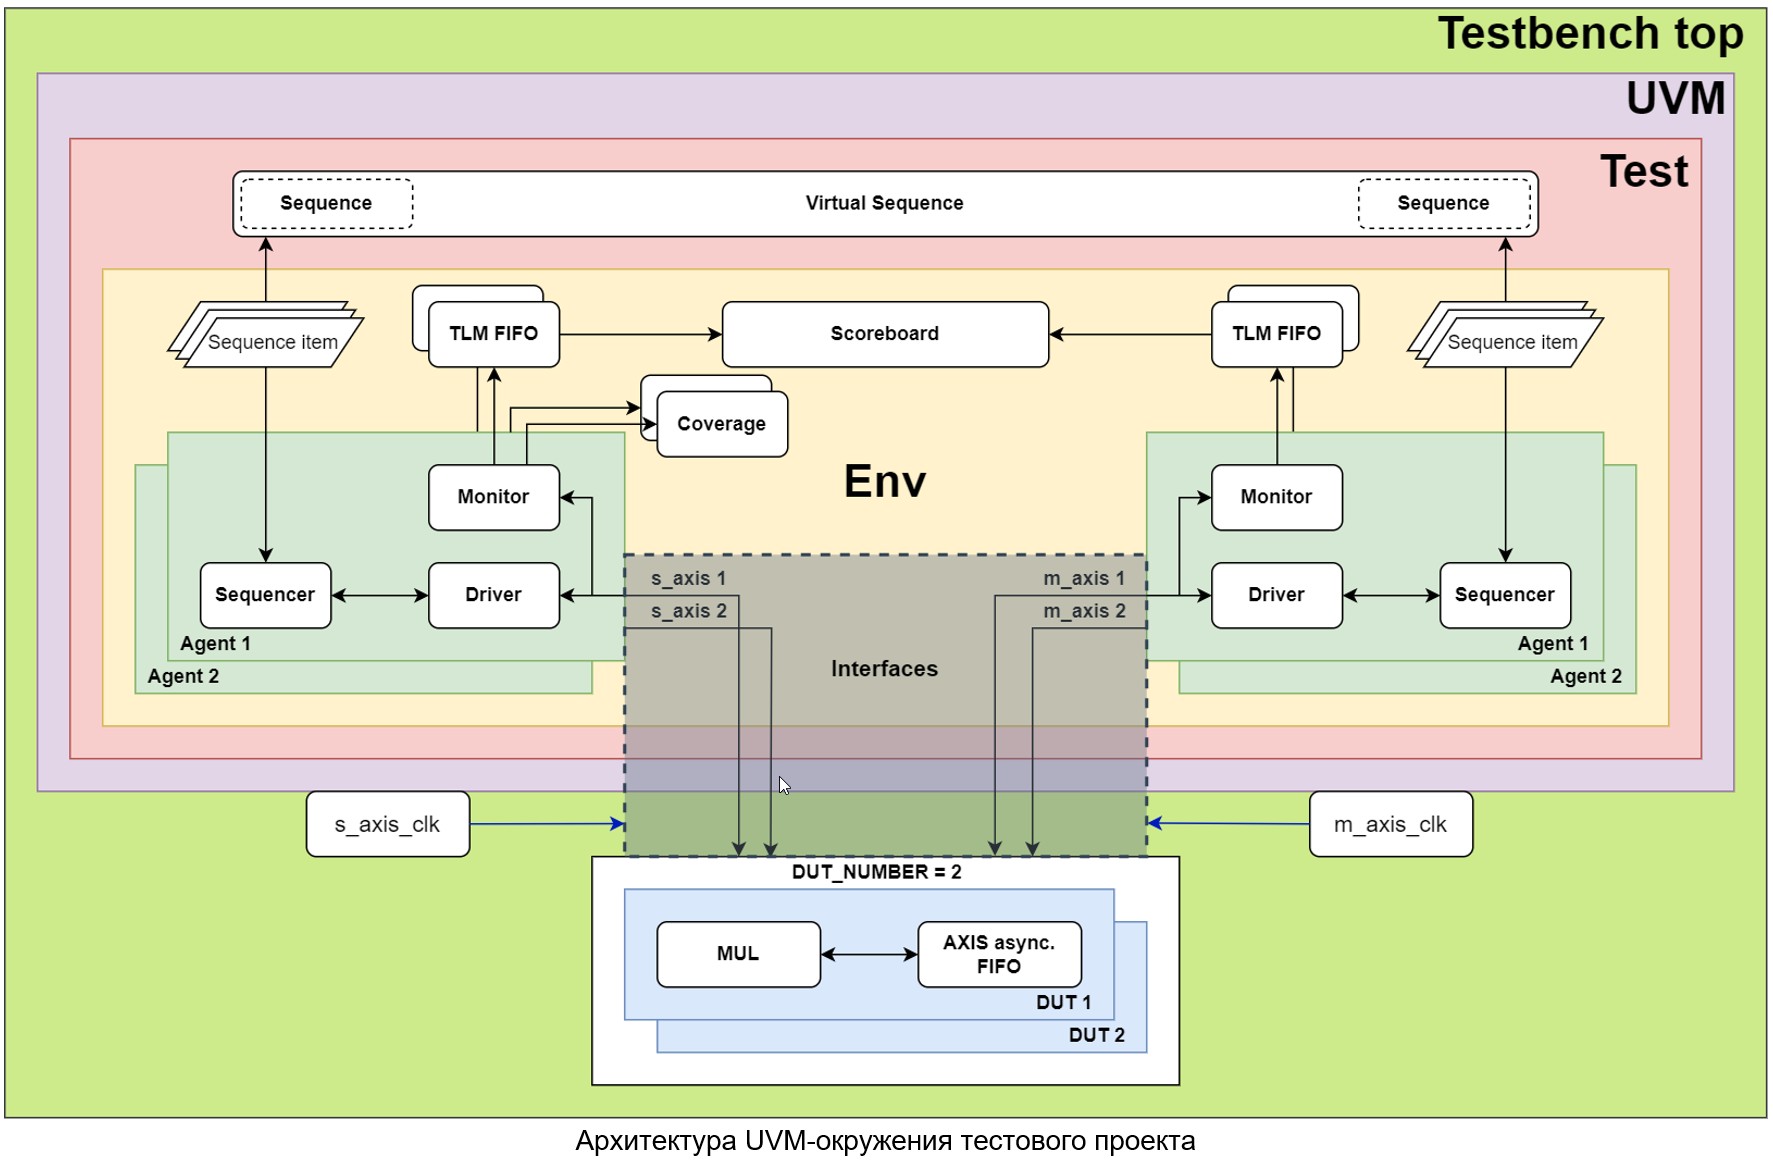 Testbench top
UVM
Test
Sequence
Virtual Sequence
Sequence
Sequence item
TLM FIFO
Scoreboard
TLM FIFO
Sequence item
Coverage
Env
Monitor
Monitor
s_axis 1
m_axis 1
Sequencer
Driver
Driver
Sequencer
s_axis 2
m_axis 2
Agent 1
Agent 1
Interfaces
Agent 2
Agent 2
s_axis_clk
m_axis_clk
DUT_NUMBER = 2
MUL
AXIS async.
FIFO
DUT 1
DUT 2
Архитектура UVM-окружения тестового проекта